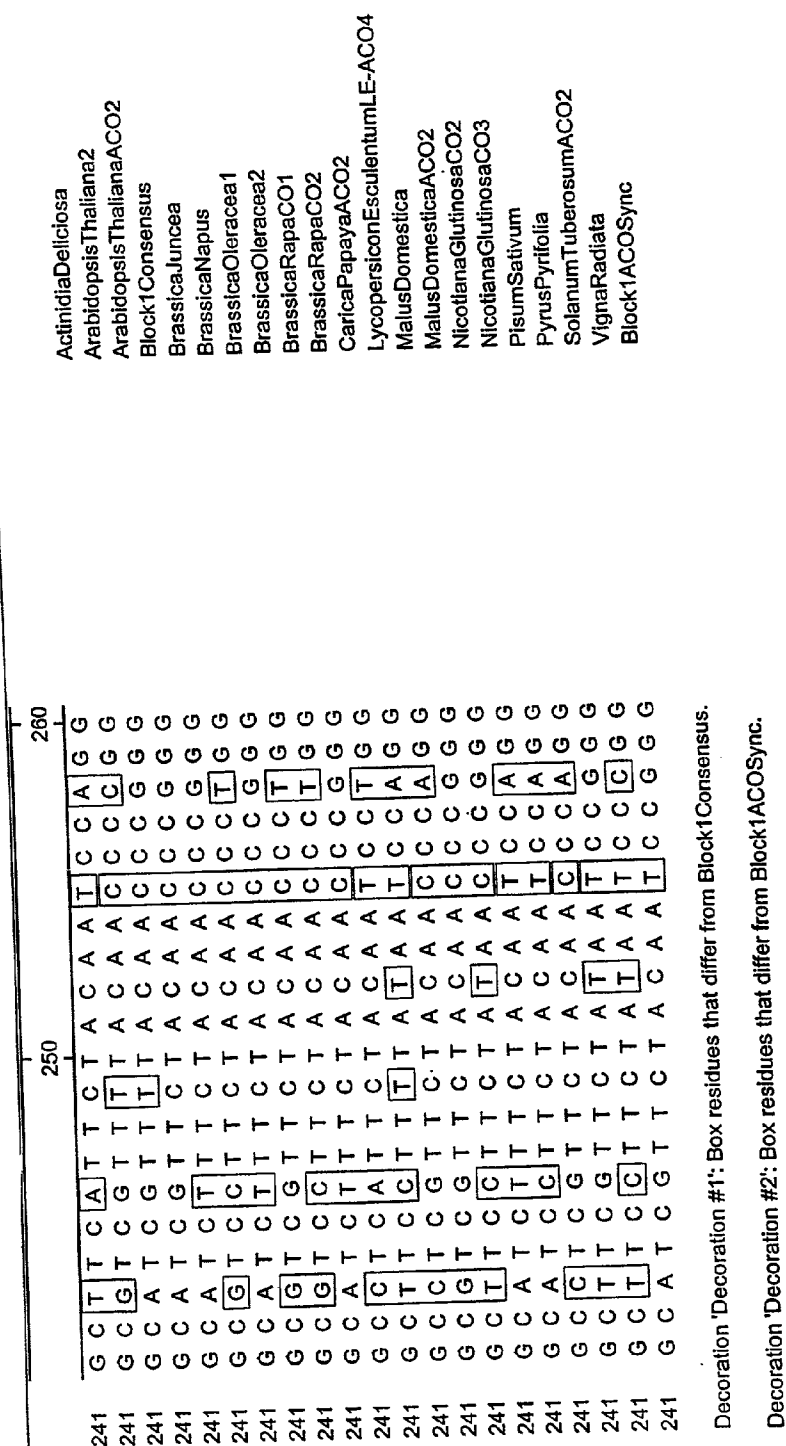 241 G C T T C A T T C T A C A A T C C A G G ActinidiaDeliciosa
241 G C G T C G T T T T A C A A C C C C G G ArabidopsisThaliana2
241 G C A T C G T T T T A C A A C C C G G G ArabidopsisThalianaACO2
241 G C A T C G T T C T A C A A C C C G G G Block1Consensus
241 G C A T C T T T C T A C A A C C C G G G BrassicaJuncea
241 G C G T C C T T C T A C A A C C C T G G BrassicaNapus
241 G C A T C T T T C T A C A A C C C G G G BrassicaOleracea1
241 G C G T C G T T C T A C A A C C C T G G BrassicaOleracea2
241 G C G T C C T T C T A C A A C C C T G G BrassicaRapaCO1
241 G C A T C T T T C T A C A A C C C G G G BrassicaRapaCO2
241 G C C T C A T T C T A C A A T C C T G G CaricaPapayaACO2
241 G C T T C C T T T T A T A A T C C A G G LycopersiconEsculentumLE-ACO4
241 G C C T C G T T C T A C A A C C C A G G MalusDomestica
241 G C G T C G T T C T A C A A C C C G G G MalusDomesticaACO2
241 G C T T C C T T C T A T A A C C C G G G NicotianaGlutinosaCO2
241 G C A T C T T T C T A C A A T C C A G G NicotianaGlutinosaCO3
241 G C A T C C T T C T A C A A T C C A G G PisumSativum
241 G C C T C G T T C T A C A A C C C A G G PyrusPyrifolia
241 G C T T C G T T C T A T A A T C C G G G SolanumTuberosumACO2
241 G C T T C C T T C T A T A A T C C C G G VignaRadiata
241 G C A T C G T T C T A C A A T C C G G G Block1ACOSync
250 260
Decoration 'Decoration #1': Box residues that differ from Block1Consensus.
Decoration 'Decoration #2': Box residues that differ from Block1ACOSync.